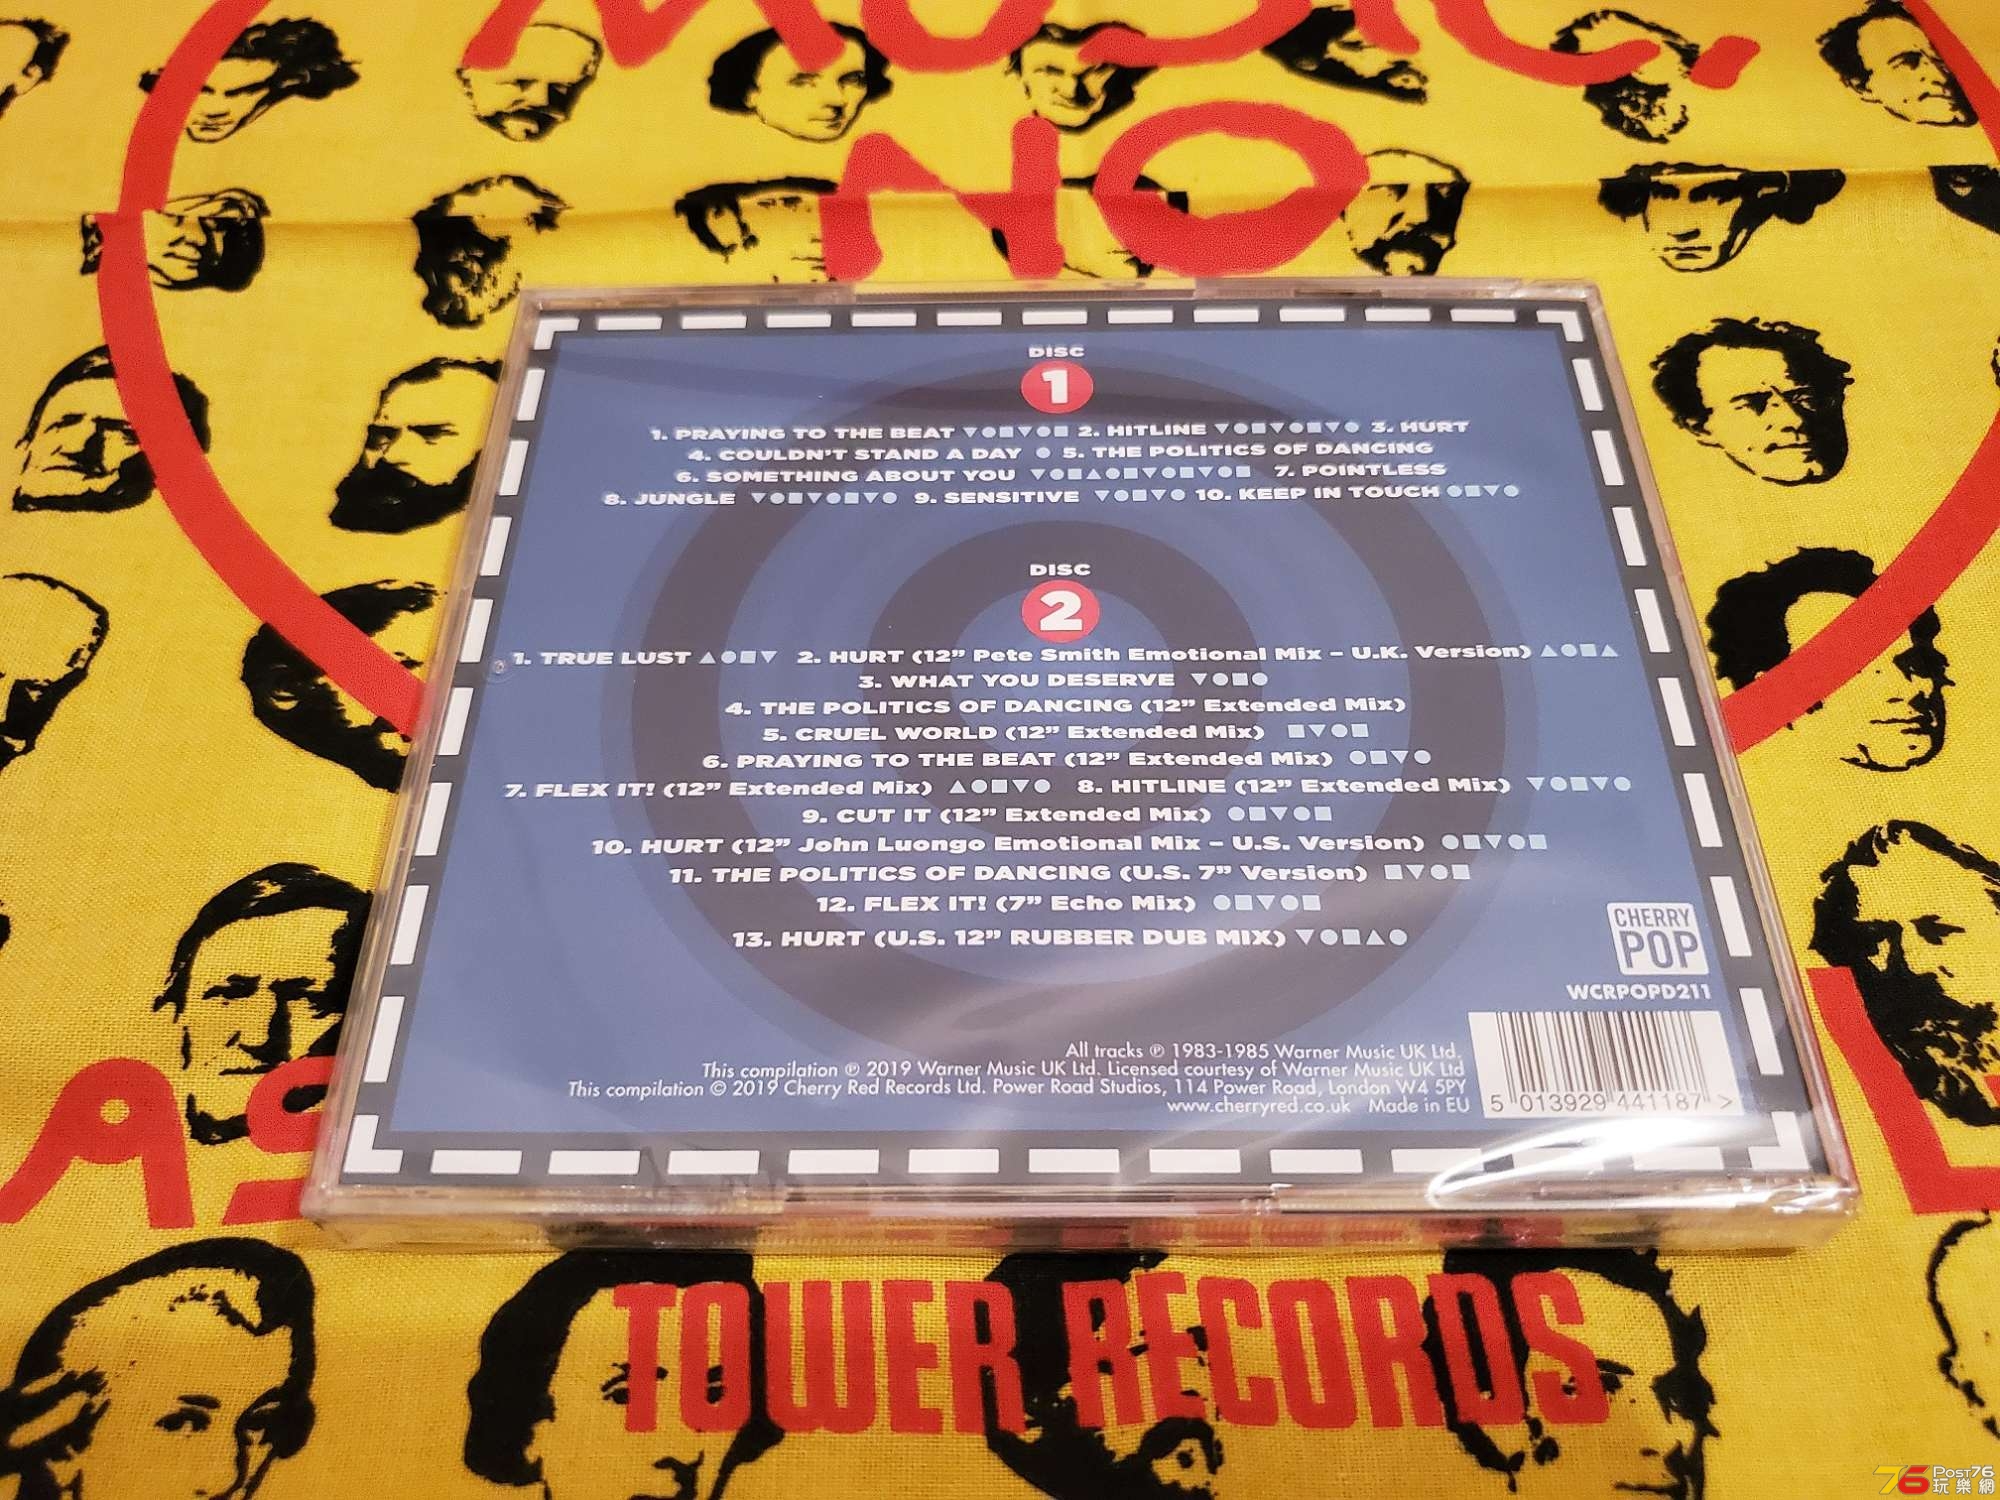 MUSIC.
NO
DISC
1
1. PRAYING TO THE BEAT ▼●■▼●■ 2. HITLINE ▼●■▼●■▼● 3. HURT
4. COULDN'T STAND A DAY ● 5. THE POLITICS OF DANCING
6. SOMETHING ABOUT YOU ▼●■▲●■▼●■▼●■ 7. POINTLESS
8. JUNGLE ▼●■▼●■▼● 9. SENSITIVE ▼●■▼● 10. KEEP IN TOUCH ●■▼●
DISC
2
1. TRUE LUST ▲●■▼ 2. HURT (12” Pete Smith Emotional Mix – U.K. Version) ▲●■▲
3. WHAT YOU DESERVE ▼●■●
4. THE POLITICS OF DANCING (12” Extended Mix)
5. CRUEL WORLD (12” Extended Mix) ■▼●■
6. PRAYING TO THE BEAT (12” Extended Mix) ●■▼●
7. FLEX IT! (12” Extended Mix) ▲●■▼● 8. HITLINE (12” Extended Mix) ▼●■▼●
9. CUT IT (12” Extended Mix) ●■▼●■
10. HURT (12” John Luongo Emotional Mix – U.S. Version) ●■▼●■
11. THE POLITICS OF DANCING (U.S. 7” Version) ■▼●■
12. FLEX IT! (7” Echo Mix) ●■▼●■
13. HURT (U.S. 12” RUBBER DUB MIX) ▼●■▲●
CHERRY
POP
WCRPOPD211
All tracks ℗ 1983-1985 Warner Music UK Ltd.
This compilation ℗ 2019 Warner Music UK Ltd. Licensed courtesy of Warner Music UK Ltd
This compilation © 2019 Cherry Red Records Ltd. Power Road Studios, 114 Power Road, London W4 5PY
www.cherryred.co.uk Made in EU
5 013929 441187 >
TOWER RECORDS
76 POST76
玩樂網